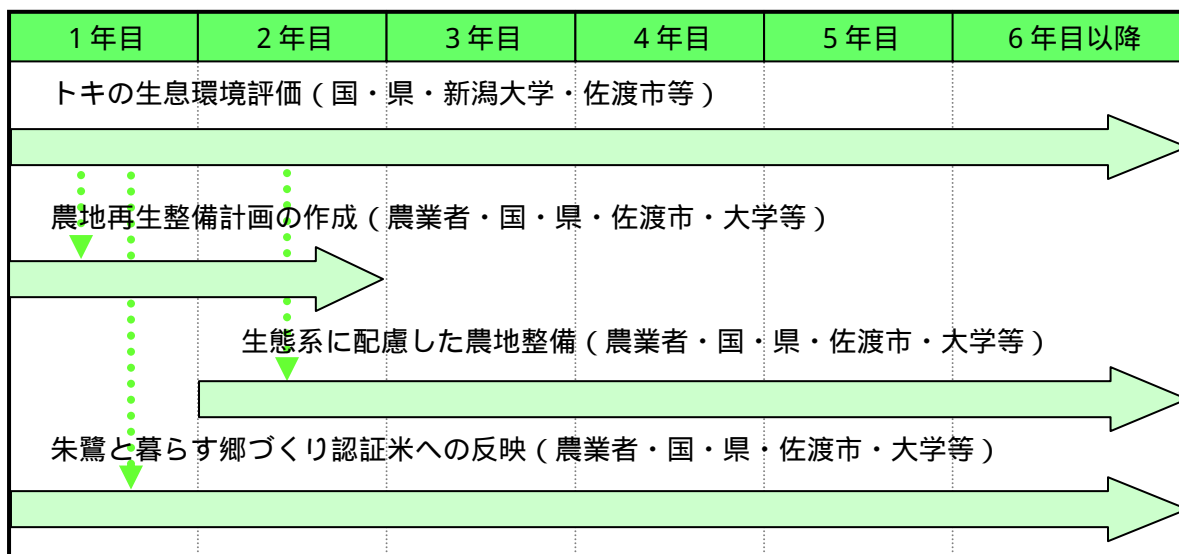 1年目 2年目 3年目 4年目 5年目 6年目以降
トキの生息環境評価(国・県・新潟大学・佐渡市等)
農地再生整備計画の作成(農業者・国・県・佐渡市・大学等)
生態系に配慮した農地整備(農業者・国・県・佐渡市・大学等)
朱鷺と暮らす郷づくり認証米への反映(農業者・国・県・佐渡市・大学等)